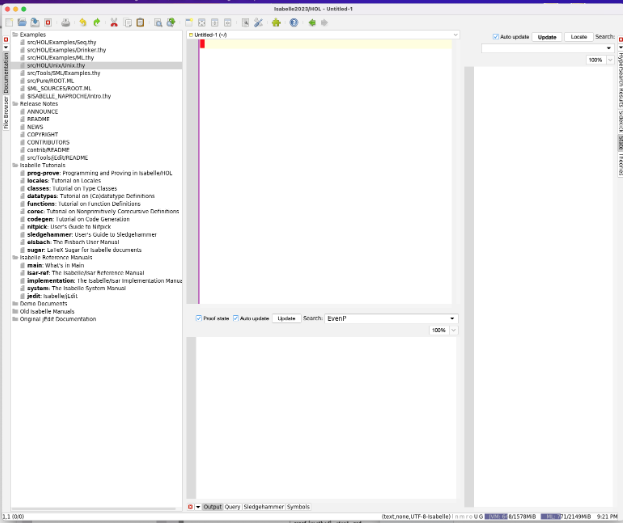 Isabelle2023/HOL - Untitled-1
Examples
src/HOL/Examples/Seq.thy
src/HOL/Examples/Drinker.thy
src/HOL/Examples/ML.thy
src/HOL/Unix/Unix.thy
src/Tools/SML/Examples.thy
src/Pure/ROOT.ML
$ML_SOURCES/ROOT.ML
$ISABELLE_NAPROCHE/Intro.thy
Release Notes
ANNOUNCE
README
NEWS
COPYRIGHT
CONTRIBUTORS
contrib/README
src/Tools/jEdit/README
Isabelle Tutorials
prog-prove: Programming and Proving in Isabelle/HOL
locales: Tutorial on Locales
classes: Tutorial on Type Classes
datatypes: Tutorial on (Co)datatype Definitions
functions: Tutorial on Function Definitions
corec: Tutorial on Nonprimitively Corecursive Definitions
codegen: Tutorial on Code Generation
nitpick: User's Guide to Nitpick
sledgehammer: User's Guide to Sledgehammer
eisbach: The Eisbach User Manual
sugar: LaTeX Sugar for Isabelle documents
Isabelle Reference Manuals
main: What's in Main
isar-ref: The Isabelle/Isar Reference Manual
implementation: The Isabelle/Isar Implementation Manua
system: The Isabelle System Manual
jedit: Isabelle/jEdit
Demo Documents
Old Isabelle Manuals
Original jEdit Documentation
Documentation
File Browser
Untitled-1 (~/)
Proof state Auto update Update Search: EvenP
100%
Output Query Sledgehammer Symbols
Auto update Update Locate Search:
100%
HyperSearch Results
Sidekick
State
Theories
1,1 (0/0)
(text,none,UTF-8-Isabelle)
9:21 PM